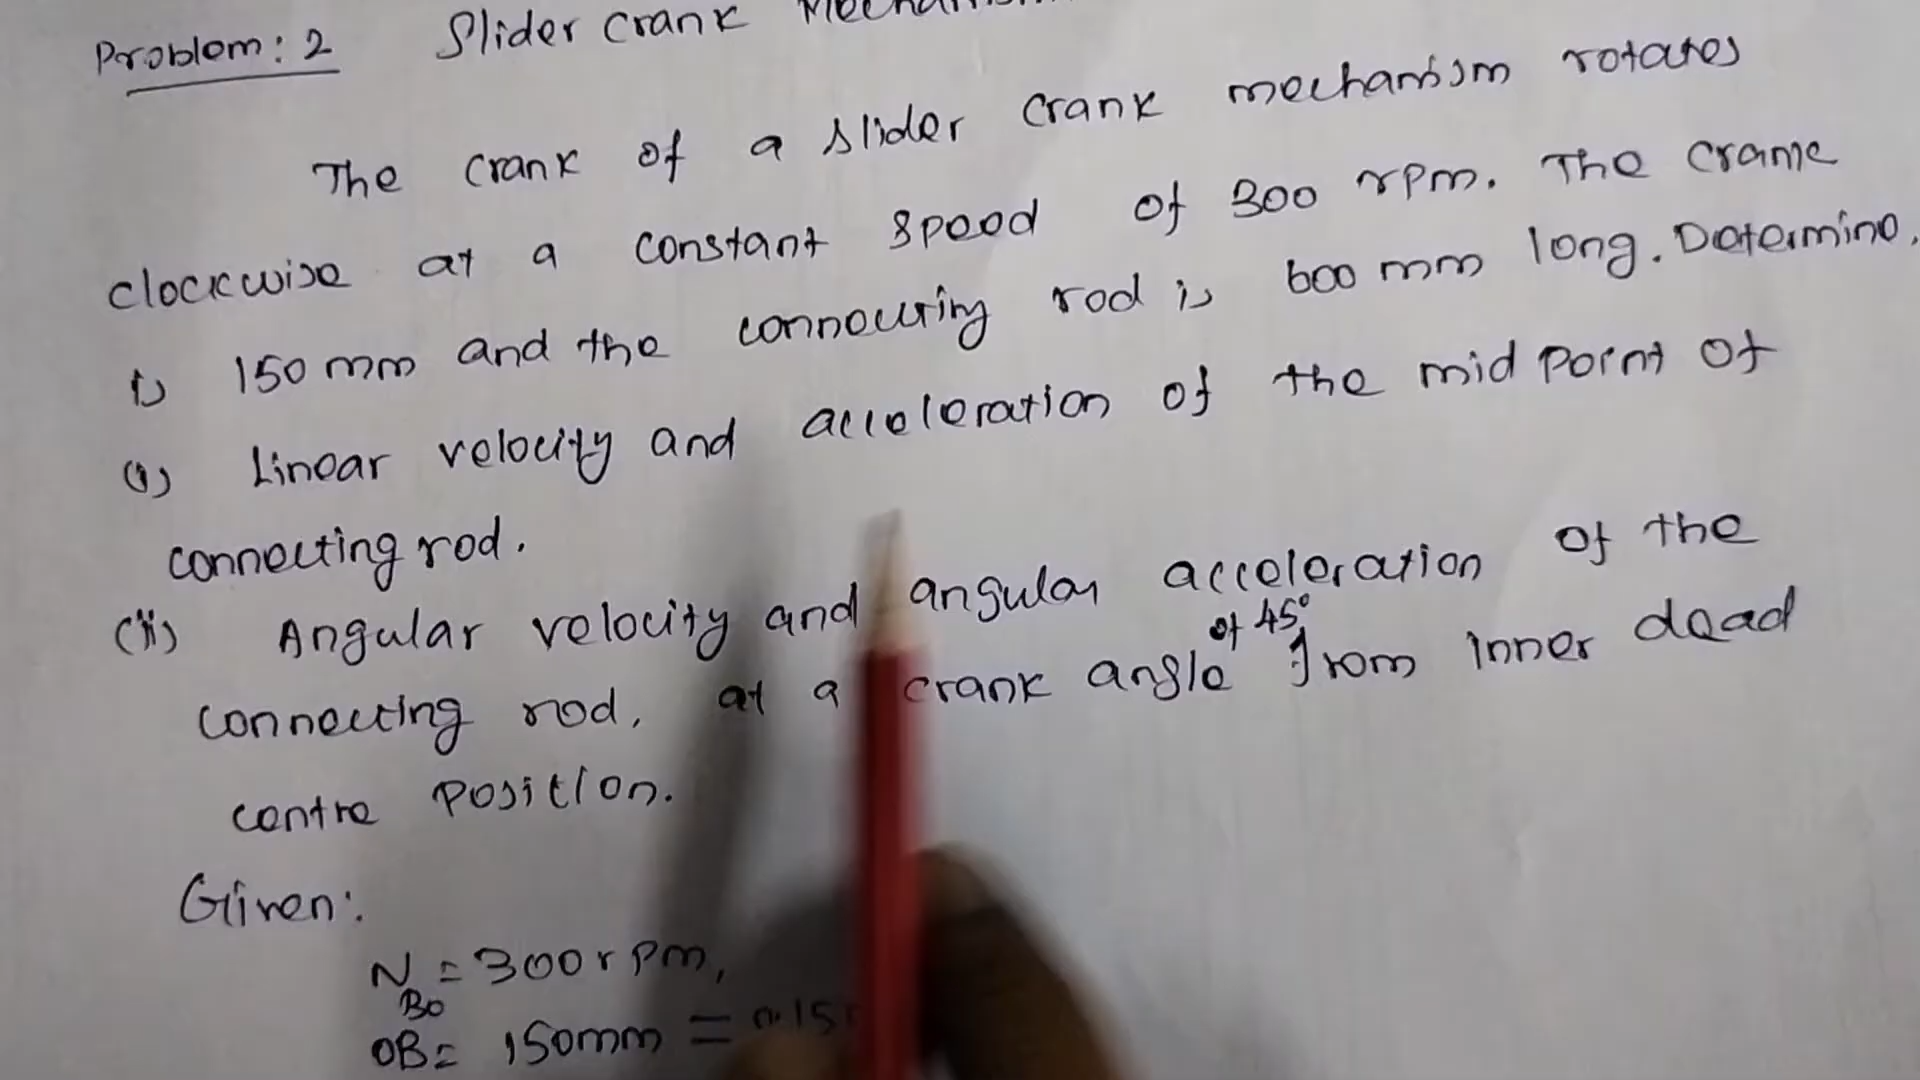 Problem: 2 Slider Crank Mechanism
The crank of a slider crank mechanism rotates
clockwise at a constant speed of 300 rpm. The crank
is 150 mm and the connecting rod is 600 mm long. Determine,
(i) Linear velocity and acceleration of the mid point of
connecting rod.
(ii) Angular velocity and angular acceleration of the
connecting rod, at a crank angle of 45° from inner dead
centre position.
Given:
N BO = 300 rpm,
OB = 150mm =